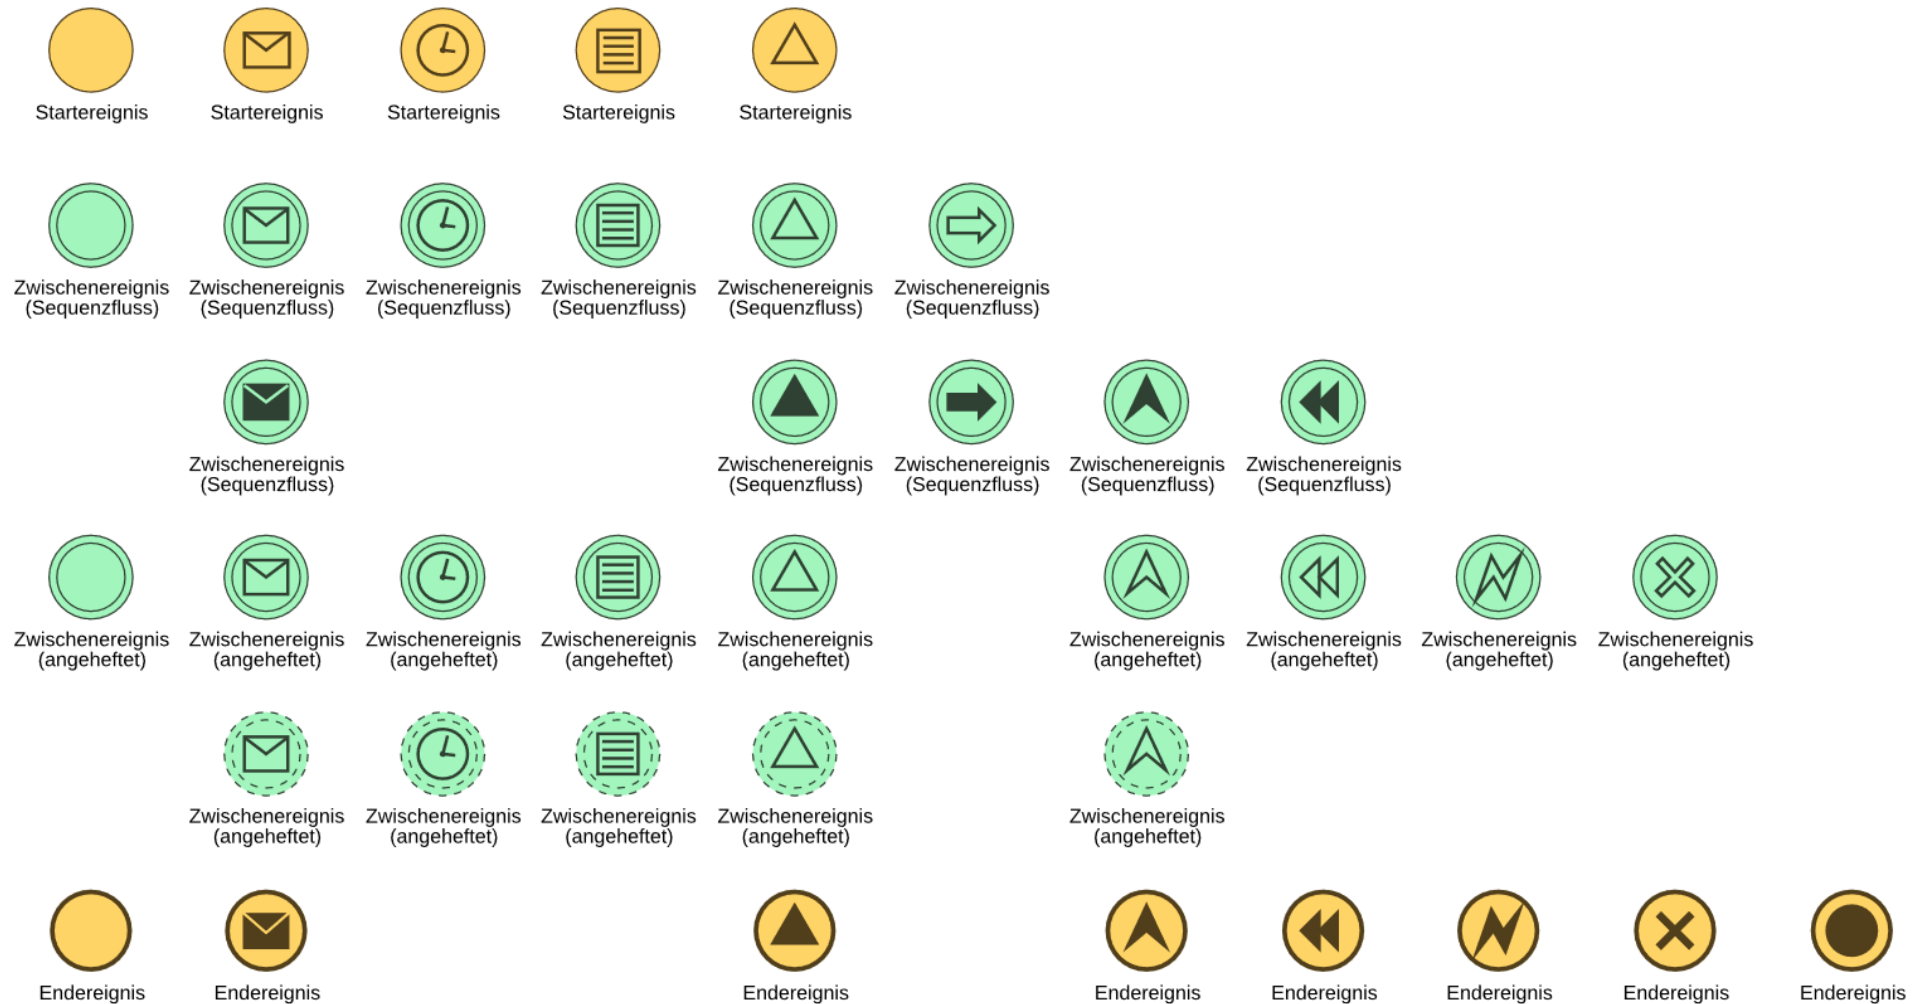 Startereignis Startereignis Startereignis Startereignis Startereignis
Zwischenereignis Zwischenereignis Zwischenereignis Zwischenereignis Zwischenereignis Zwischenereignis
(Sequenzfluss) (Sequenzfluss) (Sequenzfluss) (Sequenzfluss) (Sequenzfluss) (Sequenzfluss)
Zwischenereignis Zwischenereignis Zwischenereignis Zwischenereignis Zwischenereignis
(Sequenzfluss) (Sequenzfluss) (Sequenzfluss) (Sequenzfluss) (Sequenzfluss)
Zwischenereignis Zwischenereignis Zwischenereignis Zwischenereignis Zwischenereignis Zwischenereignis Zwischenereignis Zwischenereignis Zwischenereignis
(angeheftet) (angeheftet) (angeheftet) (angeheftet) (angeheftet) (angeheftet) (angeheftet) (angeheftet) (angeheftet)
Zwischenereignis Zwischenereignis Zwischenereignis Zwischenereignis Zwischenereignis
(angeheftet) (angeheftet) (angeheftet) (angeheftet) (angeheftet)
Endereignis Endereignis Endereignis Endereignis Endereignis Endereignis Endereignis Endereignis